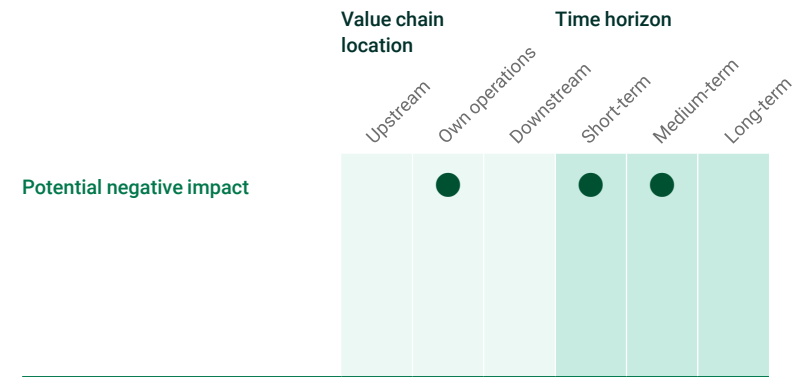 Value chain
location
Time horizon
Upstream
Own operations
Downstream
Short-term
Medium-term
Long-term
Potential negative impact